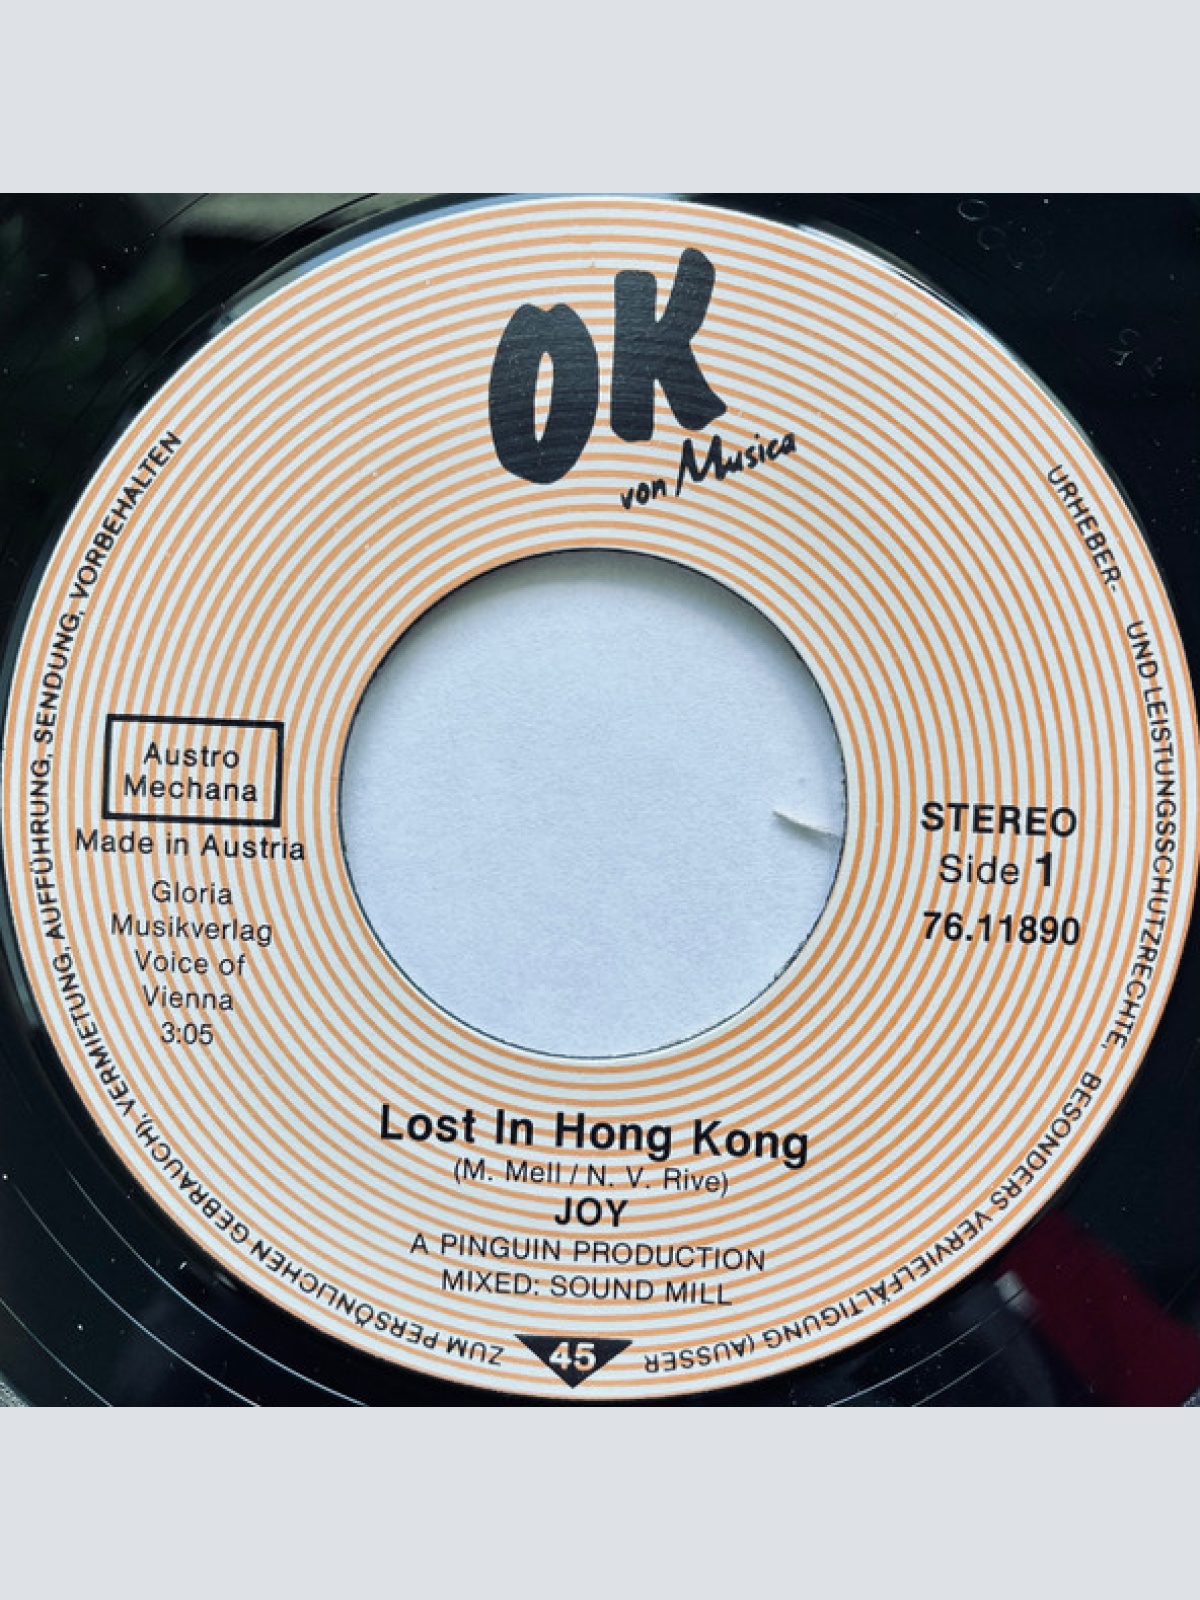 OK
von Musica
URHEBER- UND LEISTUNGSSCHUTZRECHTE, BESONDERS VERVIELFÄLTIGUNG (AUSSER ZUM PERSÖNLICHEN GEBRAUCH), VERMIETUNG, AUFFÜHRUNG, SENDUNG, VORBEHALTEN
Austro
Mechana
Made in Austria
Gloria
Musikverlag
Voice of
Vienna
3:05
STEREO
Side 1
76.11890
Lost In Hong Kong
(M. Mell / N. V. Rive)
JOY
A PINGUIN PRODUCTION
MIXED: SOUND MILL
45